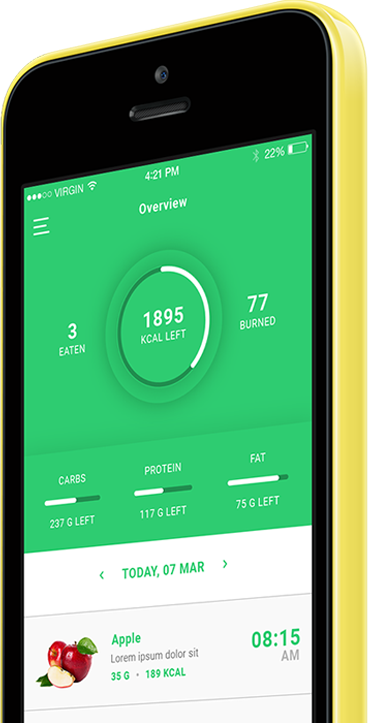 VIRGIN 4:21 PM 22%
Overview
3
EATEN
1895
KCAL LEFT
77
BURNED
CARBS PROTEIN FAT
237 G LEFT 117 G LEFT 75 G LEFT
‹ TODAY, 07 MAR ›
Apple
Lorem ipsum dolor sit
35 G • 189 KCAL
08:15
AM